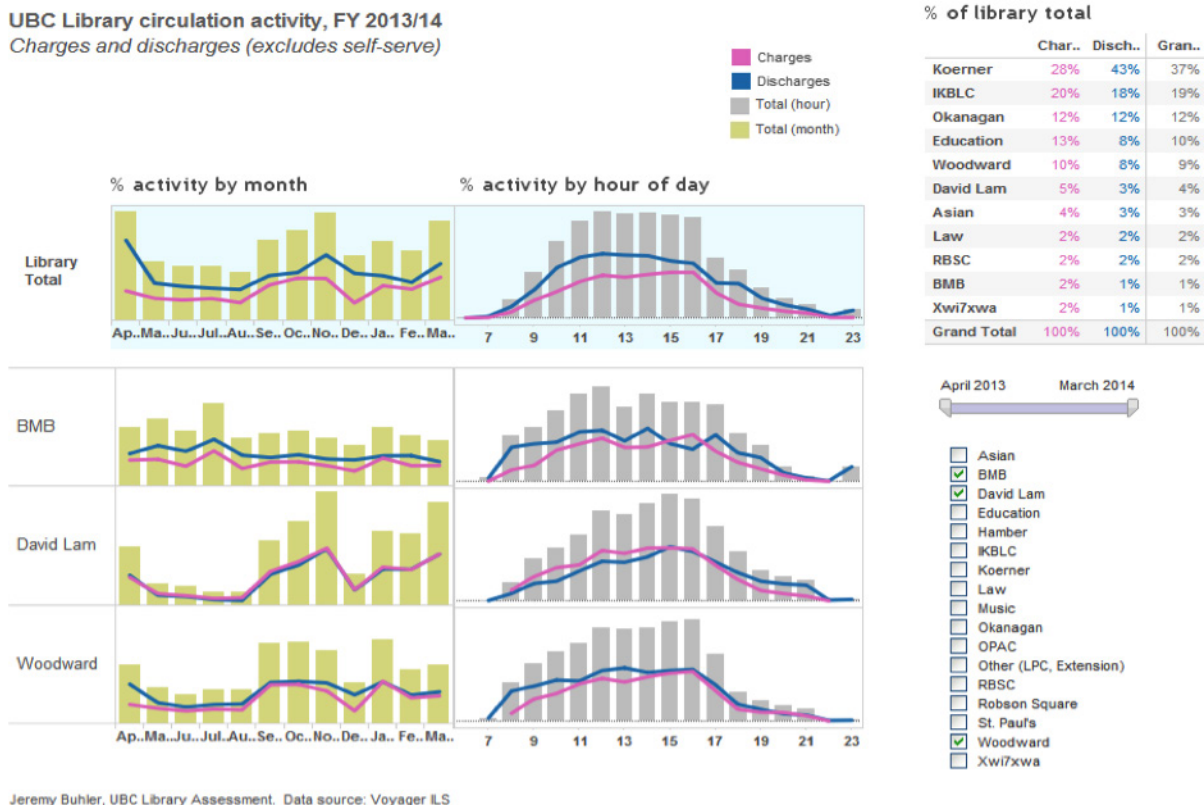 UBC Library circulation activity, FY 2013/14
Charges and discharges (excludes self-serve)
Charges
Discharges
Total (hour)
Total (month)
% activity by month
% activity by hour of day
Library
Total
Ap.. Ma.. Ju.. Jul.. Au.. Se.. Oc.. No.. De.. Ja.. Fe.. Ma..
7 9 11 13 15 17 19 21 23
BMB
David Lam
Woodward
Ap.. Ma.. Ju.. Jul.. Au.. Se.. Oc.. No.. De.. Ja.. Fe.. Ma..
7 9 11 13 15 17 19 21 23
Jeremy Buhler, UBC Library Assessment. Data source: Voyager ILS
% of library total
Char.. Disch.. Gran..
Koerner 28% 43% 37%
IKBLC 20% 18% 19%
Okanagan 12% 12% 12%
Education 13% 8% 10%
Woodward 10% 8% 9%
David Lam 5% 3% 4%
Asian 4% 3% 3%
Law 2% 2% 2%
RBSC 2% 2% 2%
BMB 2% 1% 1%
Xwi7xwa 2% 1% 1%
Grand Total 100% 100% 100%
April 2013 March 2014
Asian
BMB
David Lam
Education
Hamber
IKBLC
Koerner
Law
Music
Okanagan
OPAC
Other (LPC, Extension)
RBSC
Robson Square
St. Paul's
Woodward
Xwi7xwa